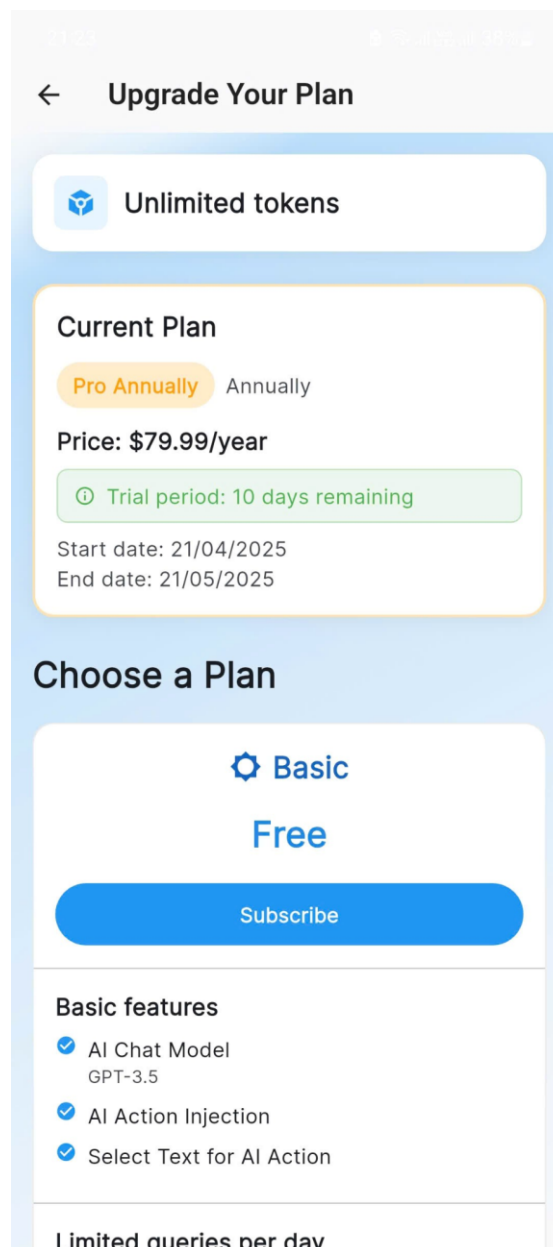 21:23
Upgrade Your Plan
Unlimited tokens
Current Plan
Pro Annually Annually
Price: $79.99/year
Trial period: 10 days remaining
Start date: 21/04/2025
End date: 21/05/2025
Choose a Plan
Basic
Free
Subscribe
Basic features
AI Chat Model
GPT-3.5
AI Action Injection
Select Text for AI Action
Limited queries per day